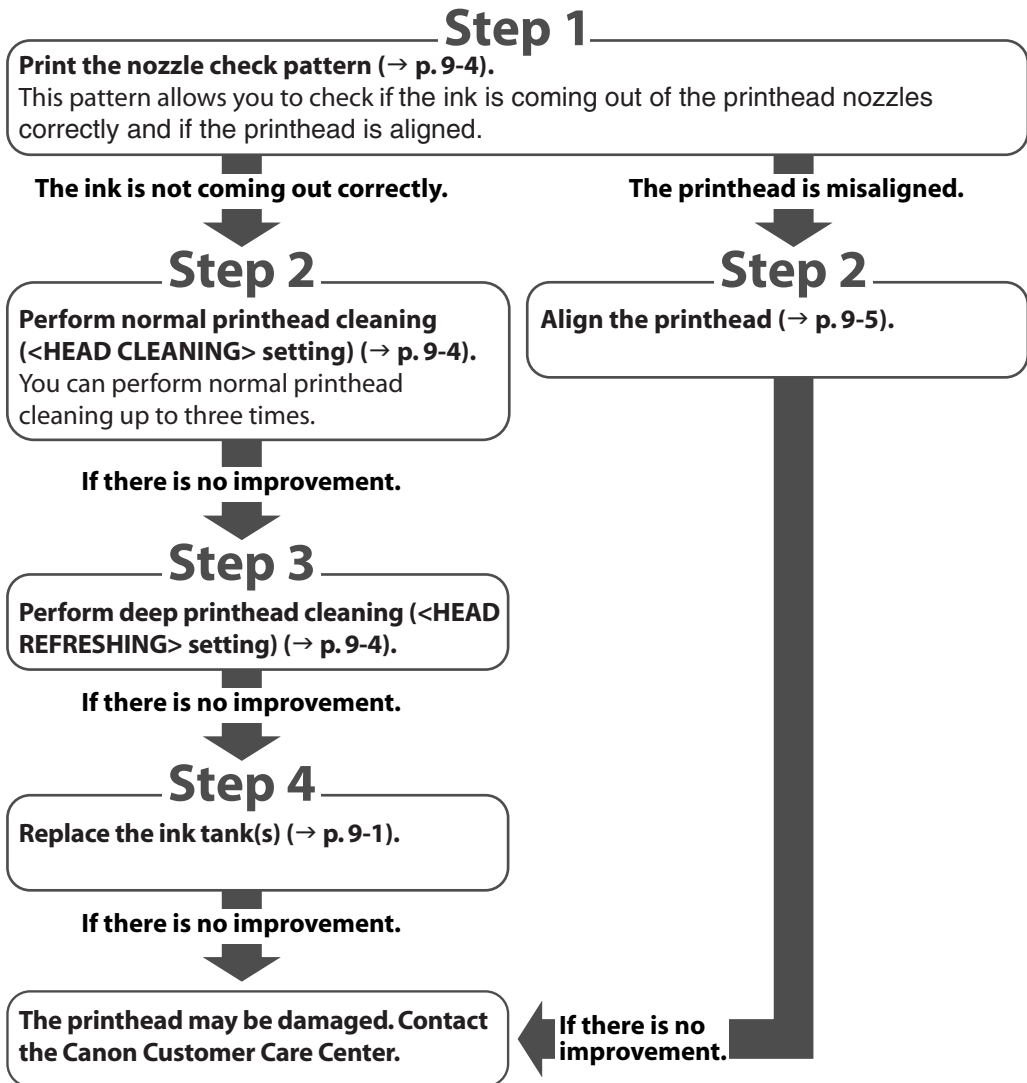 Step 1
Print the nozzle check pattern (→ p. 9-4).
This pattern allows you to check if the ink is coming out of the printhead nozzles
correctly and if the printhead is aligned.
The ink is not coming out correctly.
Step 2
Perform normal printhead cleaning
(<HEAD CLEANING> setting) (→ p. 9-4).
You can perform normal printhead
cleaning up to three times.
If there is no improvement.
Step 3
Perform deep printhead cleaning (<HEAD
REFRESHING> setting) (→ p. 9-4).
If there is no improvement.
Step 4
Replace the ink tank(s) (→ p. 9-1).
If there is no improvement.
The printhead is misaligned.
Step 2
Align the printhead (→ p. 9-5).
If there is no
improvement.
The printhead may be damaged. Contact
the Canon Customer Care Center.